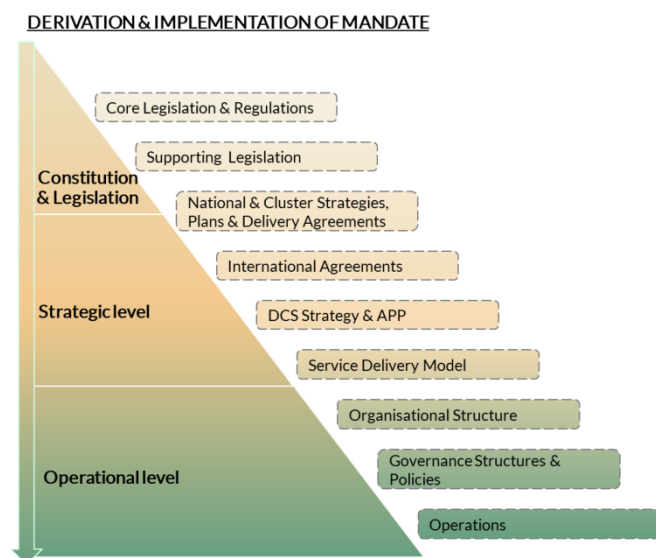 DERIVATION & IMPLEMENTATION OF MANDATE
Core Legislation & Regulations
Supporting Legislation
Constitution
& Legislation
National & Cluster Strategies,
Plans & Delivery Agreements
International Agreements
Strategic level
DCS Strategy & APP
Service Delivery Model
Organisational Structure
Governance Structures &
Policies
Operational level
Operations